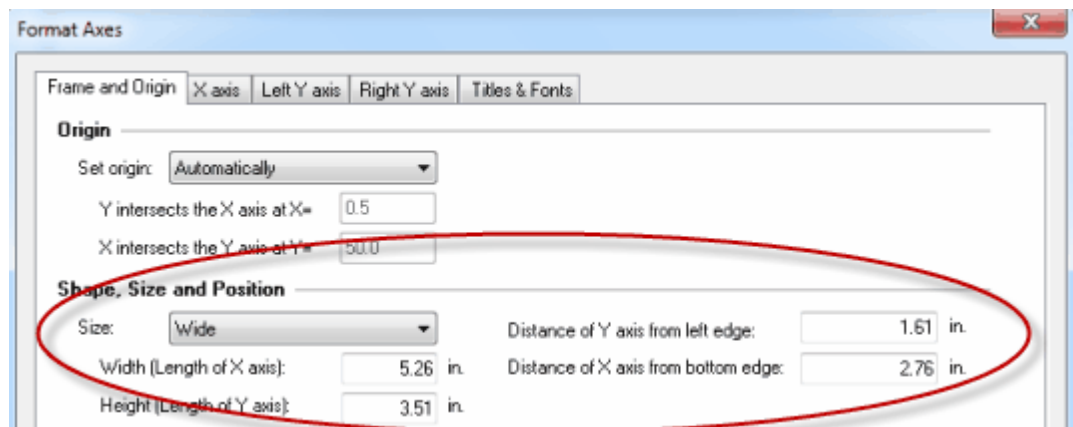 Format Axes
Frame and Origin X axis Left Y axis Right Y axis Titles & Fonts
Origin
Set origin: Automatically
Y intersects the X axis at X= 0.5
X intersects the Y axis at Y= 50.0
Shape, Size and Position
Size: Wide Distance of Y axis from left edge: 1.61 in.
Width (Length of X axis): 5.26 in. Distance of X axis from bottom edge: 2.76 in.
Height (Length of Y axis): 3.51 in.